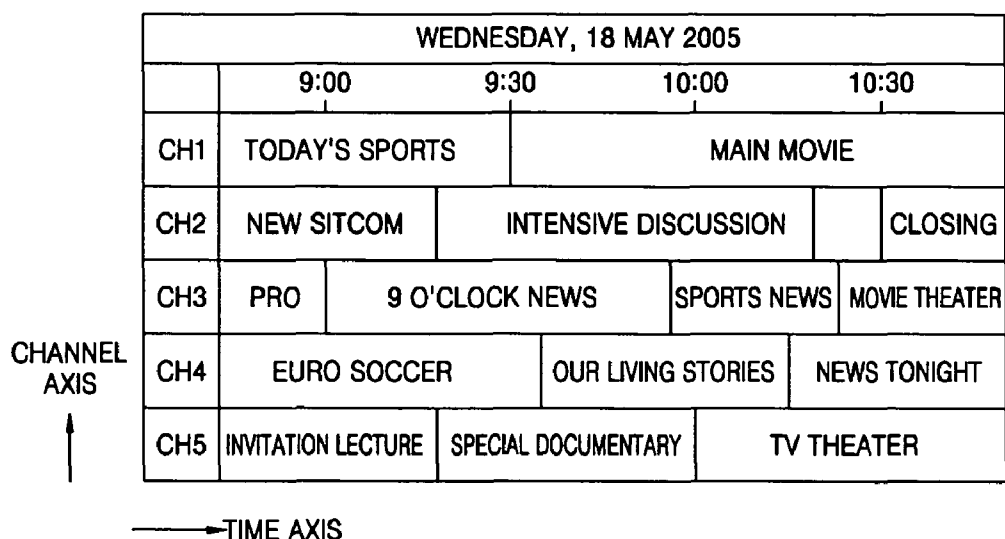 WEDNESDAY, 18 MAY 2005
9:00 9:30 10:00 10:30
CH1 TODAY'S SPORTS MAIN MOVIE
CH2 NEW SITCOM INTENSIVE DISCUSSION CLOSING
CH3 PRO 9 O'CLOCK NEWS SPORTS NEWS MOVIE THEATER
CHANNEL
AXIS
CH4 EURO SOCCER OUR LIVING STORIES NEWS TONIGHT
CH5 INVITATION LECTURE SPECIAL DOCUMENTARY TV THEATER
TIME AXIS